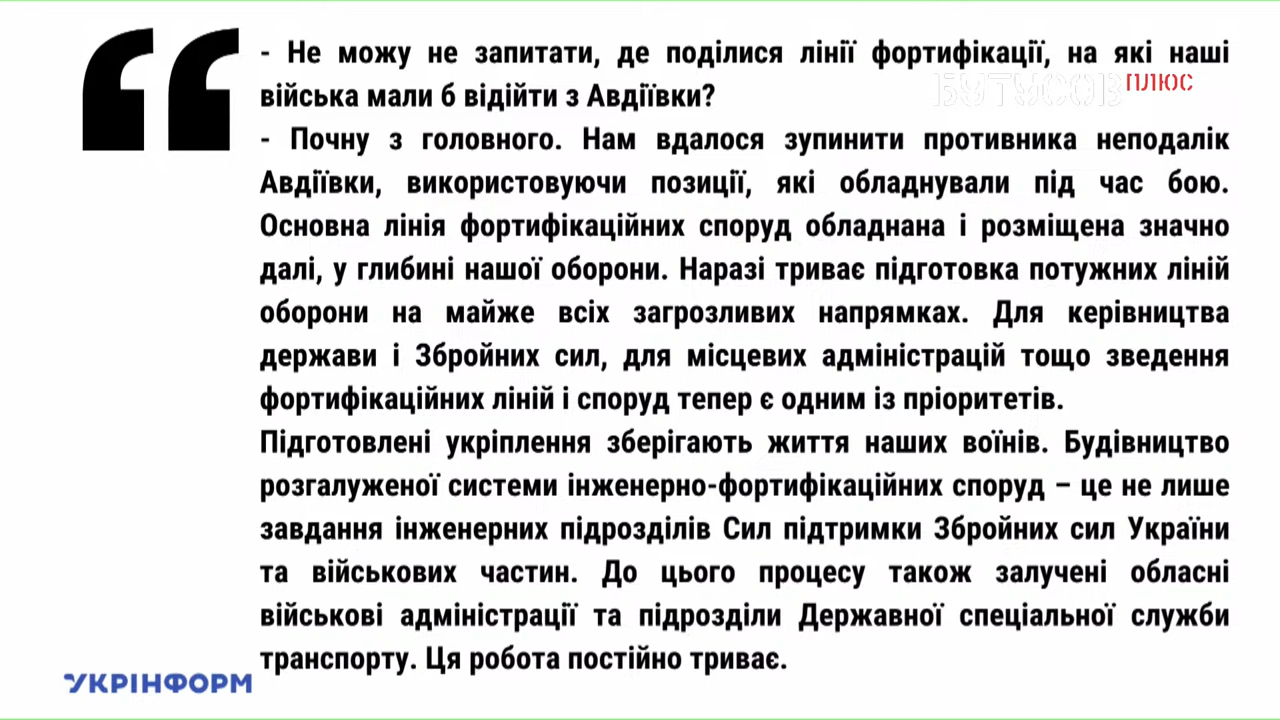 - Не можу не запитати, де поділися лінії фортифікації, на які наші
війська мали б відійти з Авдіївки?
БУТУСОВ ПЛЮС
- Почну з головного. Нам вдалося зупинити противника неподалік
Авдіївки, використовуючи позиції, які обладнували під час бою.
Основна лінія фортифікаційних споруд обладнана і розміщена значно
далі, у глибині нашої оборони. Наразі триває підготовка потужних ліній
оборони на майже всіх загрозливих напрямках. Для керівництва
держави і Збройних сил, для місцевих адміністрацій тощо зведення
фортифікаційних ліній і споруд тепер є одним із пріоритетів.
Підготовлені укріплення зберігають життя наших воїнів. Будівництво
розгалуженої системи інженерно-фортифікаційних споруд – це не лише
завдання інженерних підрозділів Сил підтримки Збройних сил України
та військових частин. До цього процесу також залучені обласні
військові адміністрації та підрозділи Державної спеціальної служби
транспорту. Ця робота постійно триває.
УКРІНФОРМ